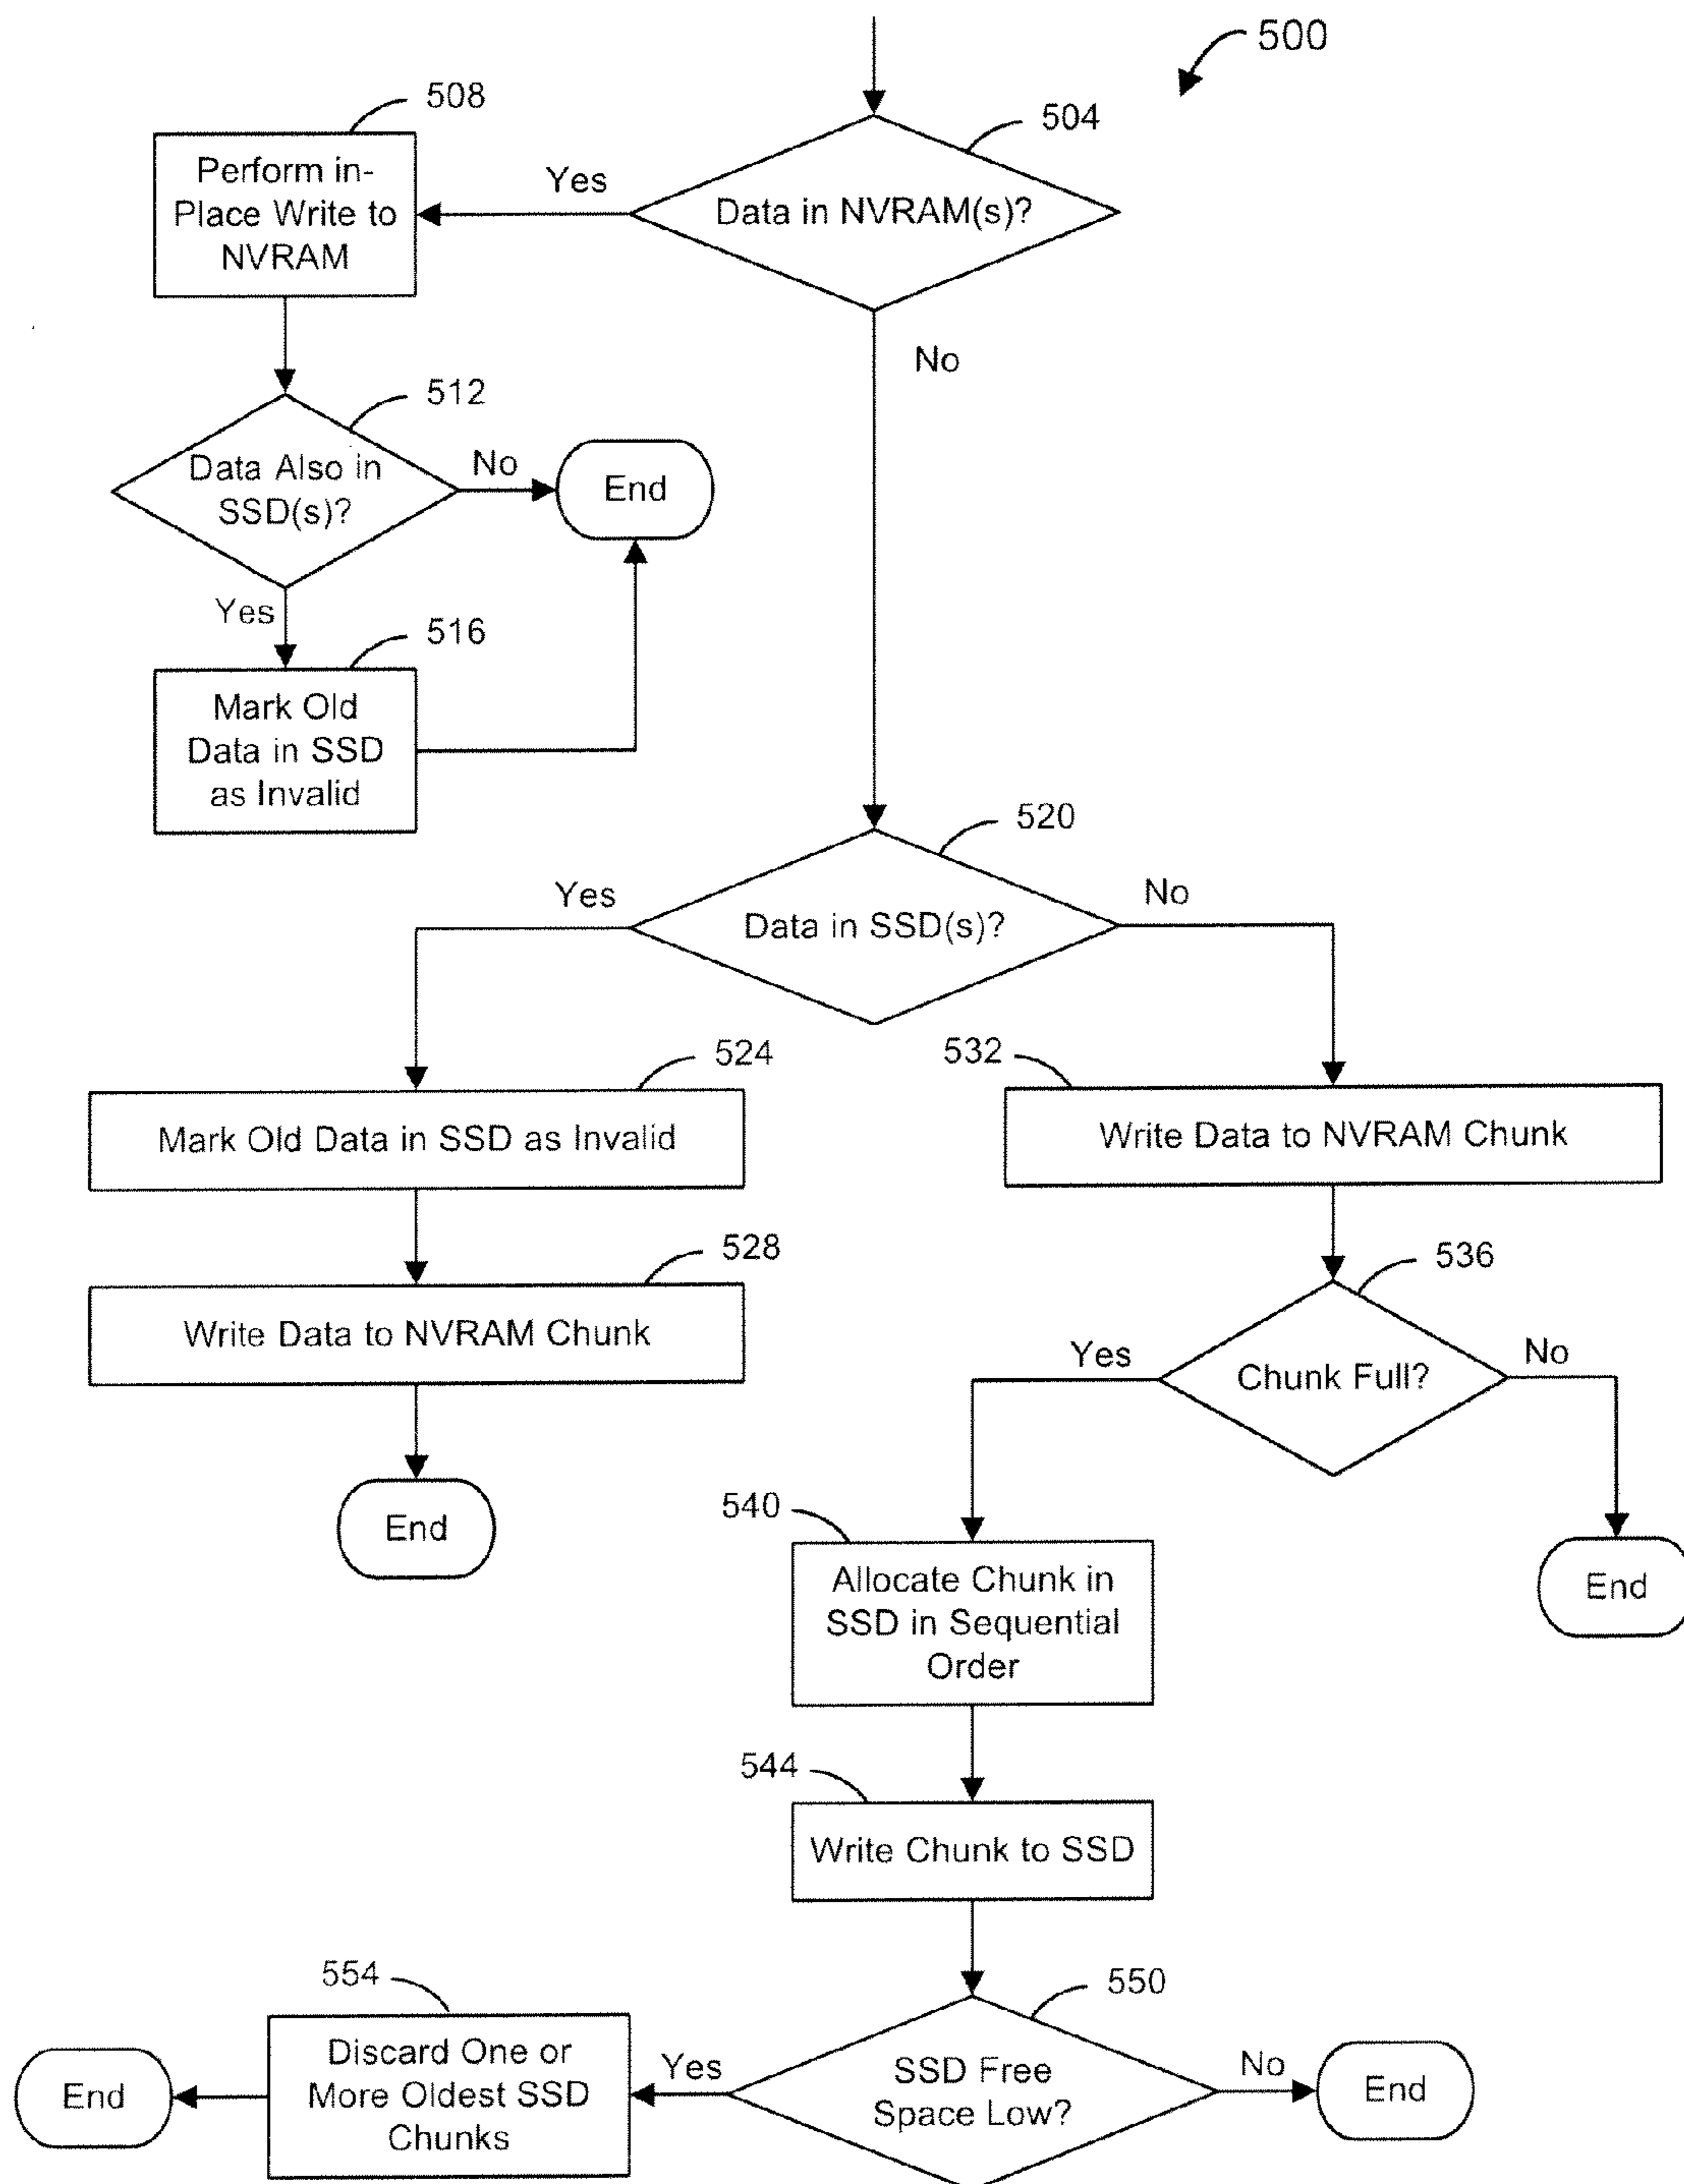 500
504
508
Perform in-
Place Write to
NVRAM
Yes
Data in NVRAM(s)?
No
512
Data Also in
SSD(s)?
No
End
Yes
516
Mark Old
Data in SSD
as Invalid
520
Yes
Data in SSD(s)?
No
524
Mark Old Data in SSD as Invalid
532
Write Data to NVRAM Chunk
528
Write Data to NVRAM Chunk
End
536
Yes
Chunk Full?
No
End
540
Allocate Chunk in
SSD in Sequential
Order
544
Write Chunk to SSD
550
SSD Free
Space Low?
Yes
No
End
554
Discard One or
More Oldest SSD
Chunks
End